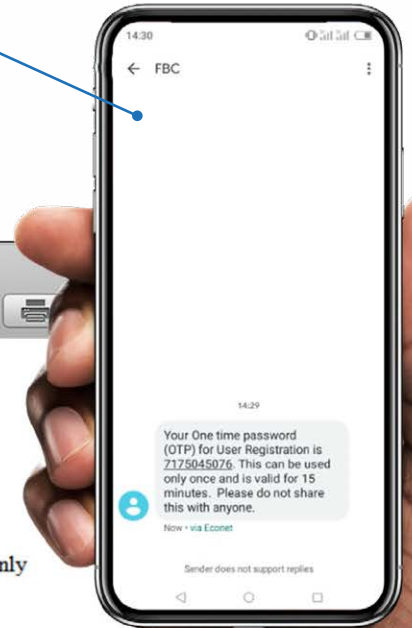 14:30
FBC
14:29
Your One time password
(OTP) for User Registration is
7175045076. This can be used
only once and is valid for 15
minutes. Please do not share
this with anyone.
Now • via Econet
Sender does not support replies